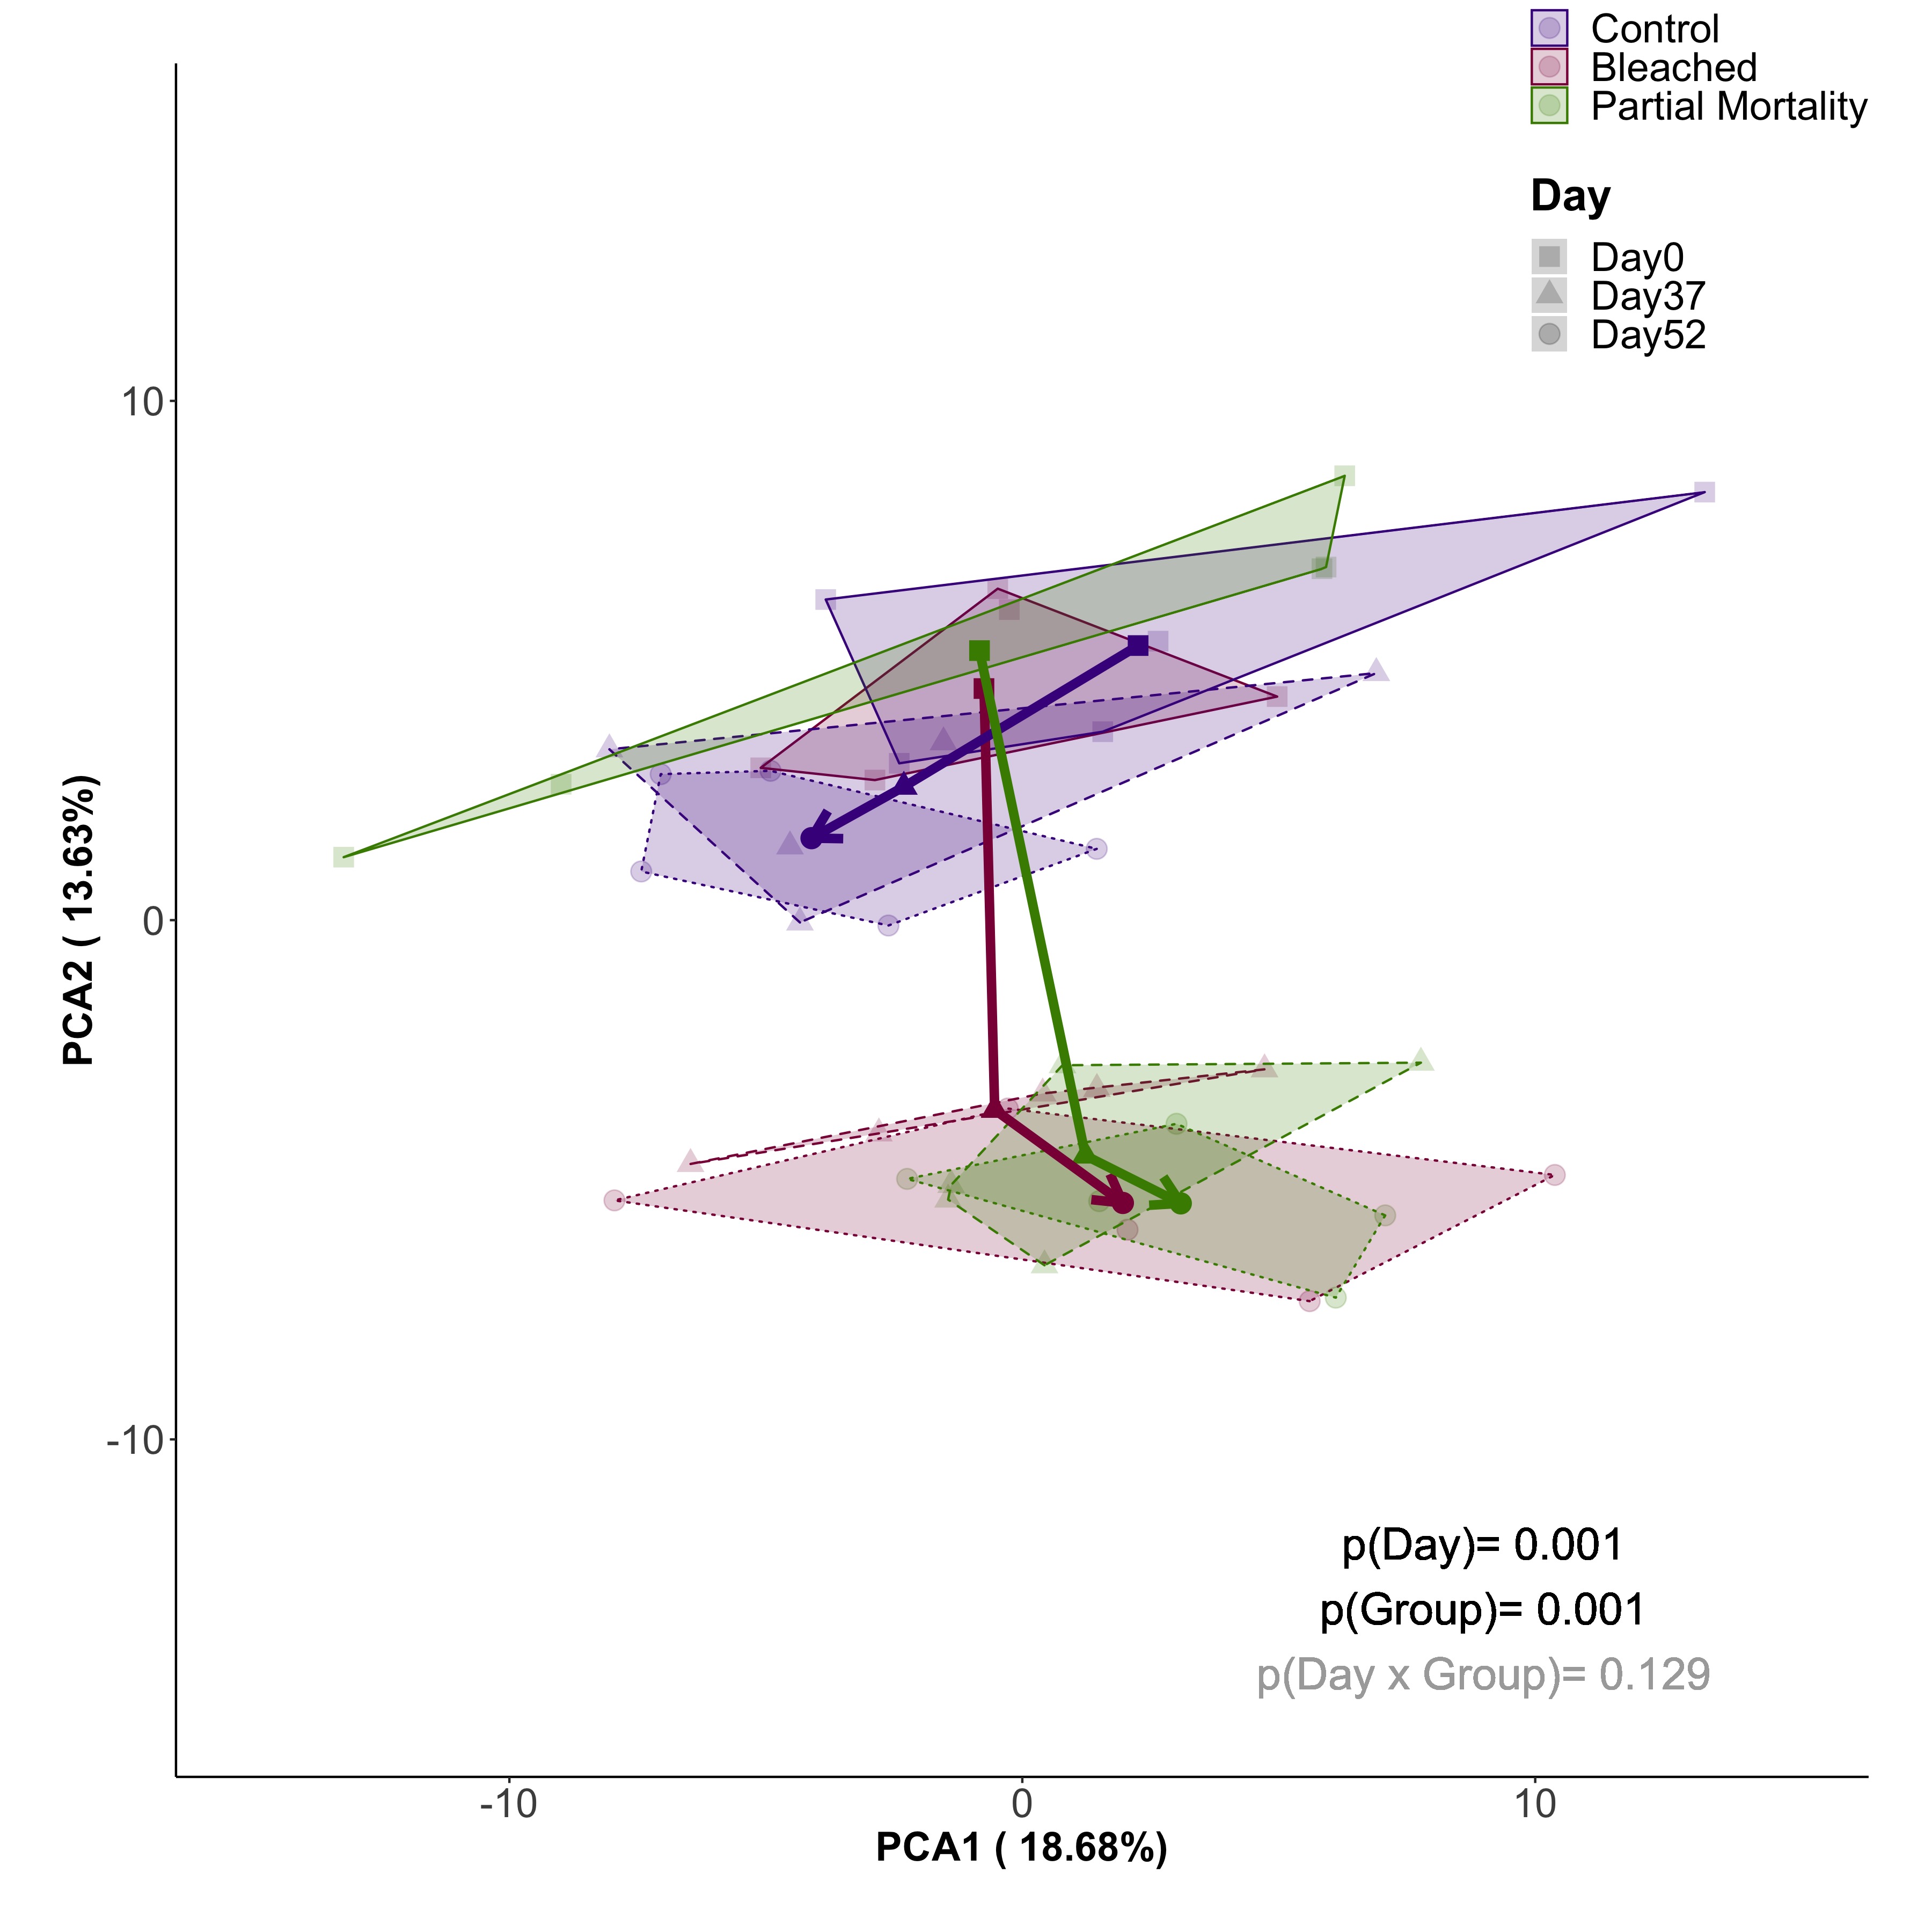 Control
Bleached
Partial Mortality
Day
Day0
Day37
Day52
10
0
-10
PCA2 ( 13.63%)
p(Day)= 0.001
p(Group)= 0.001
p(Day x Group)= 0.129
-10
0
10
PCA1 ( 18.68%)